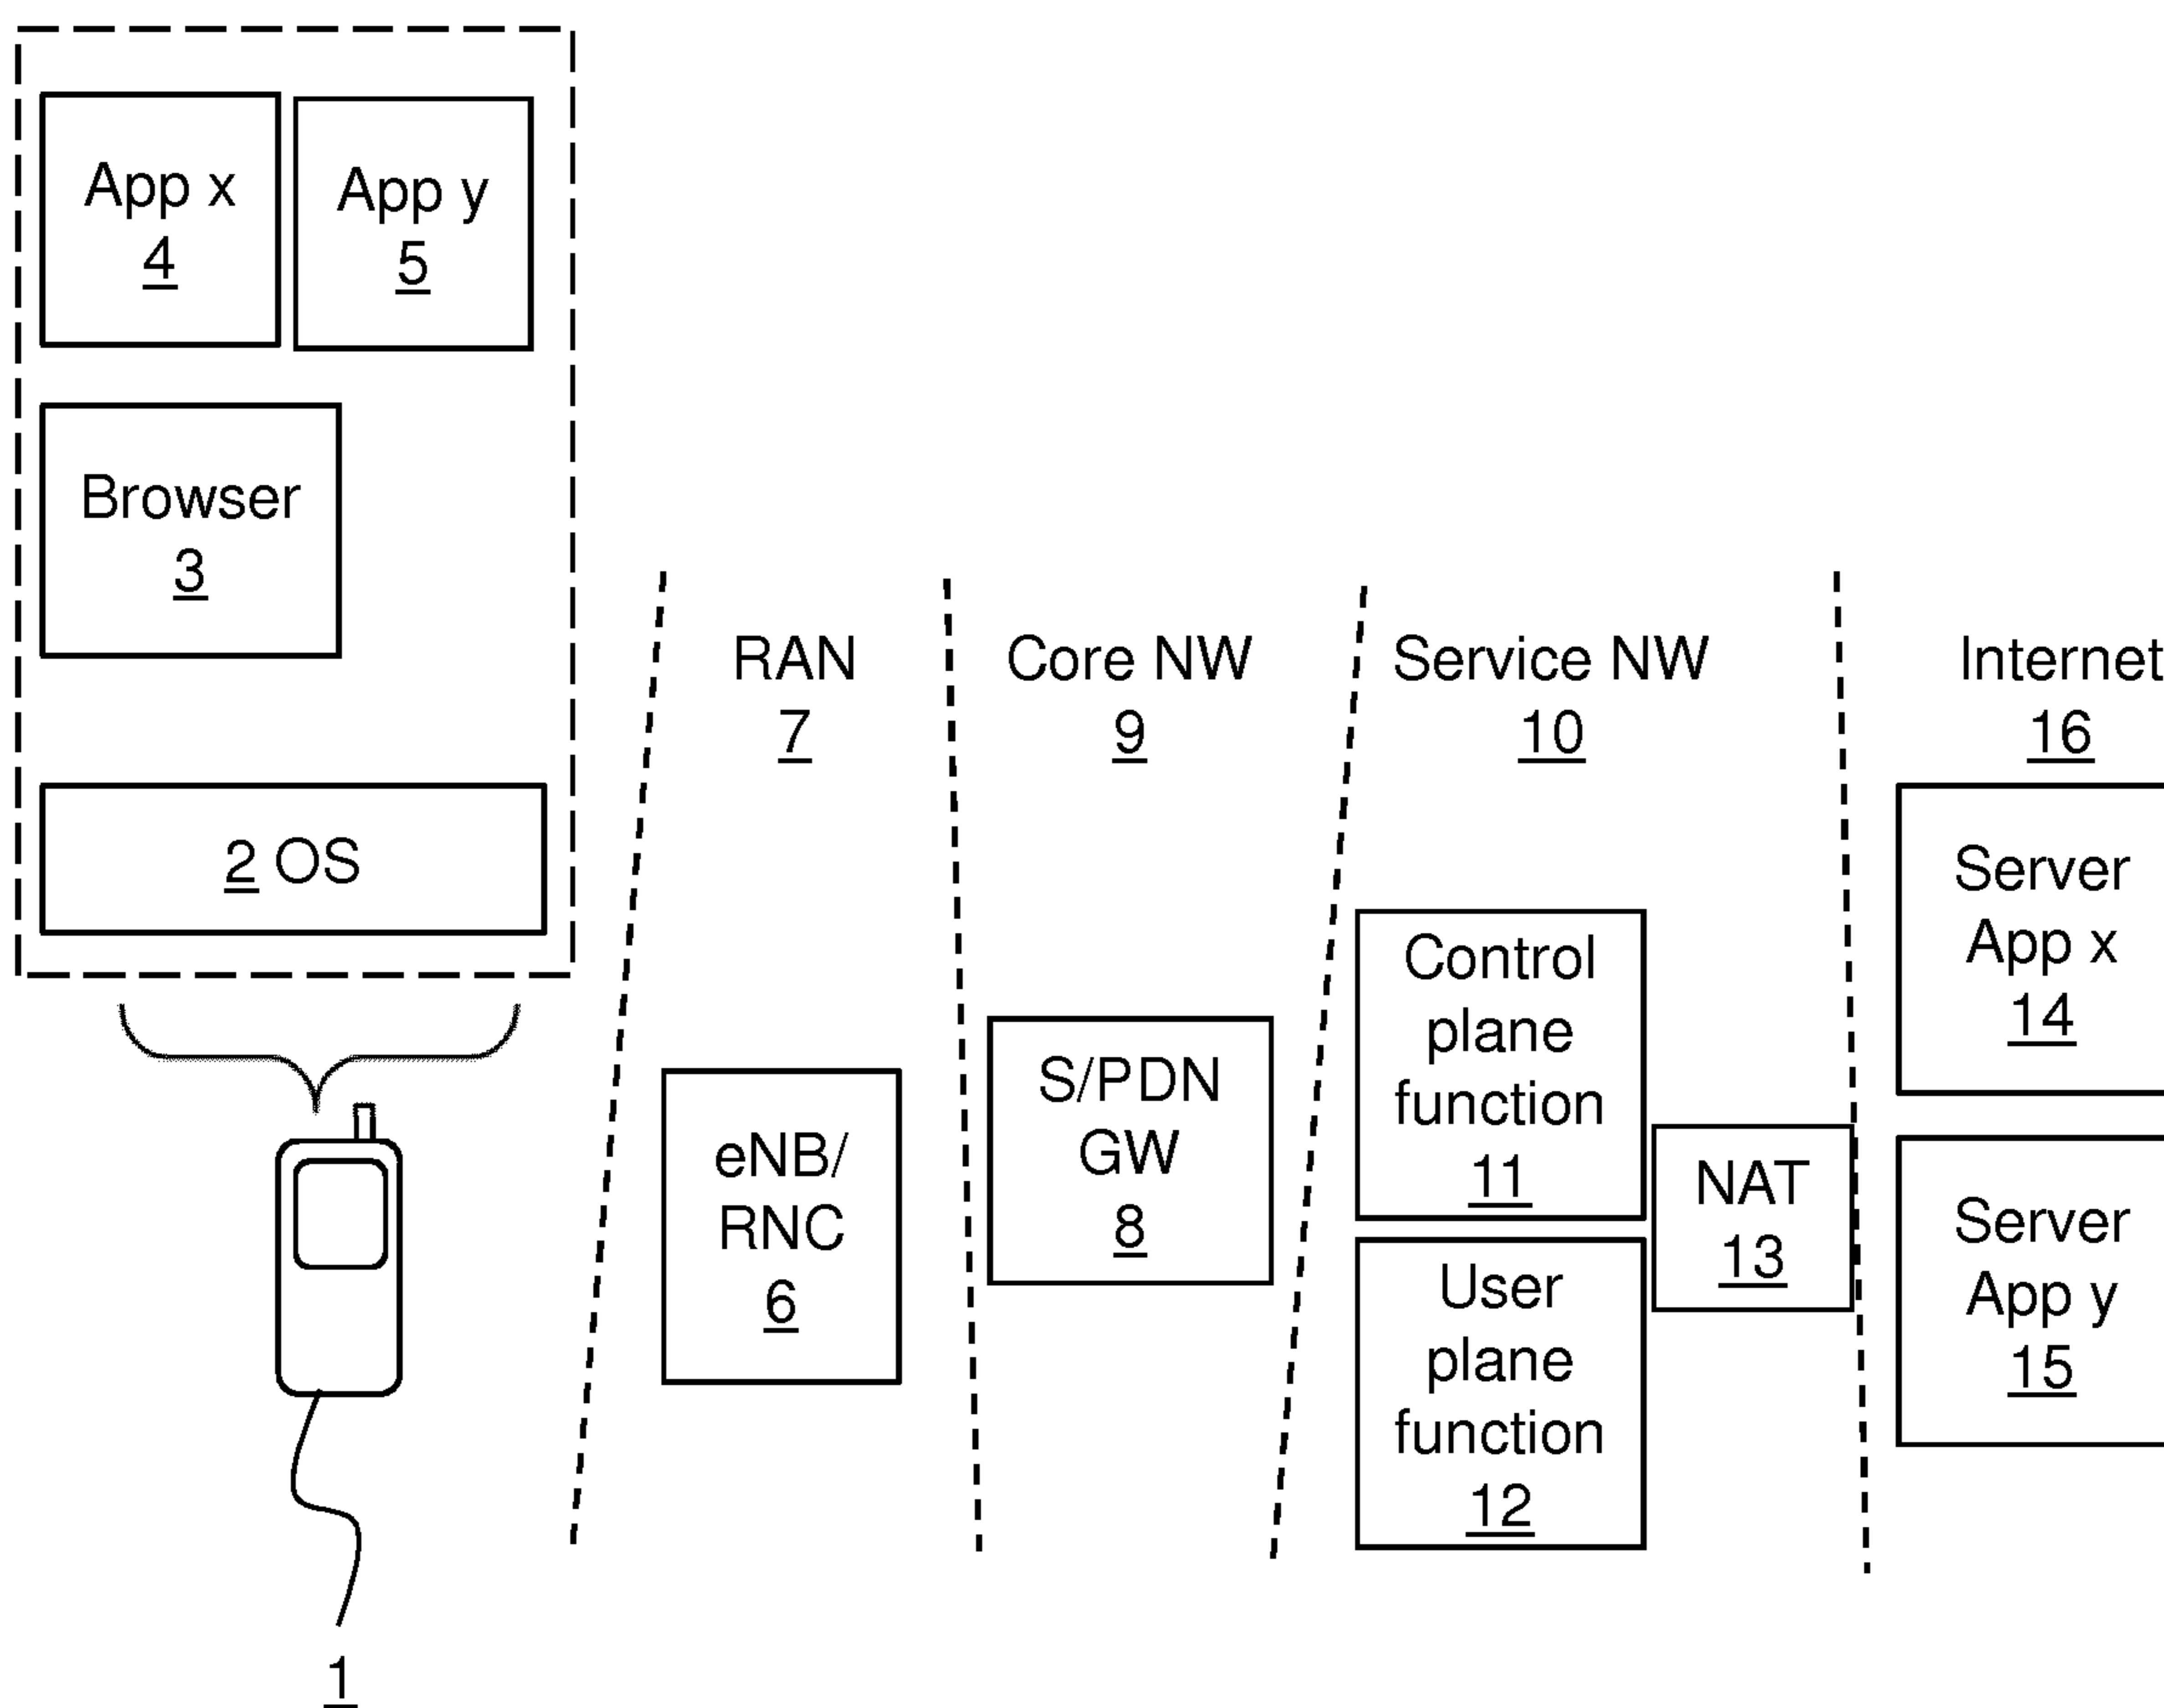 App x
4
App y
5
Browser
3
2 OS
RAN
7
Core NW
9
Service NW
10
Internet
16
eNB/
RNC
6
S/PDN
GW
8
Control
plane
function
11
User
plane
function
12
NAT
13
Server
App x
14
Server
App y
15
1